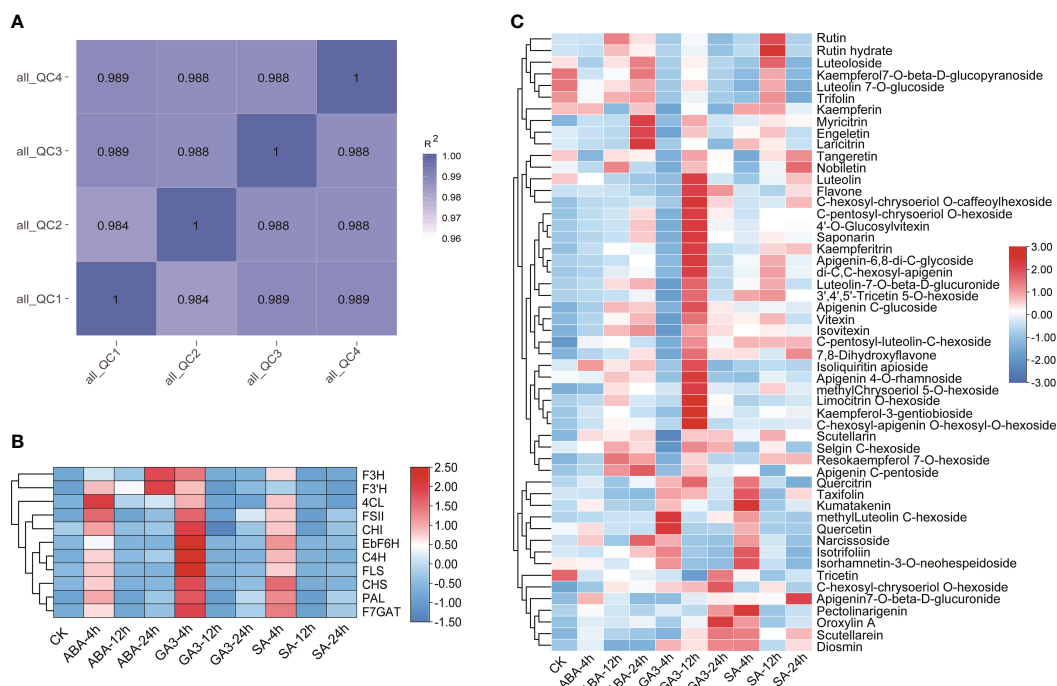 A
all_QC4
0.989 0.988 0.988 1
all_QC3
0.989 0.988 1 0.988
all_QC2
0.984 1 0.988 0.988
all_QC1
1 0.984 0.989 0.989
all_QC1 all_QC2 all_QC3 all_QC4
R²
1.00
0.99
0.98
0.97
0.96
B
F3H
F3'H
4CL
FSII
CHI
EbF6H
C4H
FLS
CHS
PAL
F7GAT
CK ABA-4h ABA-12h ABA-24h GA3-4h GA3-12h GA3-24h SA-4h SA-12h SA-24h
2.50
2.00
1.50
1.00
0.50
0.00
-0.50
-1.00
-1.50
C
Rutin
Rutin hydrate
Luteoloside
Kaempferol7-O-beta-D-glucopyranoside
Luteolin 7-O-glucoside
Trifolin
Kaempferin
Myricitrin
Engeletin
Laricitrin
Tangeretin
Nobiletin
Luteolin
Flavone
C-hexosyl-chrysoeriol O-caffeoylhexoside
C-pentosyl-chrysoeriol O-hexoside
4'-O-Glucosylvitexin
Saponarin
Kaempferitrin
Apigenin-6,8-di-C-glycoside
di-C,C-hexosyl-apigenin
Luteolin-7-O-beta-D-glucuronide
3',4',5'-Tricetin 5-O-hexoside
Apigenin C-glucoside
Vitexin
Isovitexin
C-pentosyl-luteolin-C-hexoside
7,8-Dihydroxyflavone
Isoliquiritin apioside
Apigenin 4-O-rhamnoside
methylChrysoeriol 5-O-hexoside
Limocitrin O-hexoside
Kaempferol-3-gentiobioside
C-hexosyl-apigenin O-hexosyl-O-hexoside
Scutellarin
Selgin C-hexoside
Resokaempferol 7-O-hexoside
Apigenin C-pentoside
Quercitrin
Taxifolin
Kumatakenin
methylLuteolin C-hexoside
Quercetin
Narcissoside
Isotrifoliin
Isorhamnetin-3-O-neohespeidoside
Tricetin
C-hexosyl-chrysoeriol O-hexoside
Apigenin7-O-beta-D-glucuronide
Pectolinarigenin
Oroxylin A
Scutellarein
Diosmin
CK ABA-4h ABA-12h ABA-24h GA3-4h GA3-12h GA3-24h SA-4h SA-12h SA-24h
3.00
2.00
1.00
0.00
-1.00
-2.00
-3.00